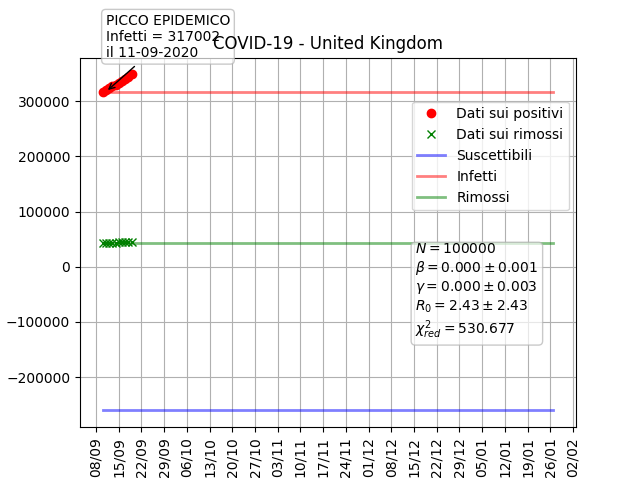 PICCO EPIDEMICO
Infetti = 317002
il 11-09-2020
COVID-19 - United Kingdom
300000
200000
100000
0
−100000
−200000
Dati sui positivi
Dati sui rimossi
Suscettibili
Infetti
Rimossi
N = 100000
β = 0.000 ± 0.001
γ = 0.000 ± 0.003
R₀ = 2.43 ± 2.43
χ²red = 530.677
08/09
15/09
22/09
29/09
06/10
13/10
20/10
27/10
03/11
10/11
17/11
24/11
01/12
08/12
15/12
22/12
29/12
05/01
12/01
19/01
26/01
02/02